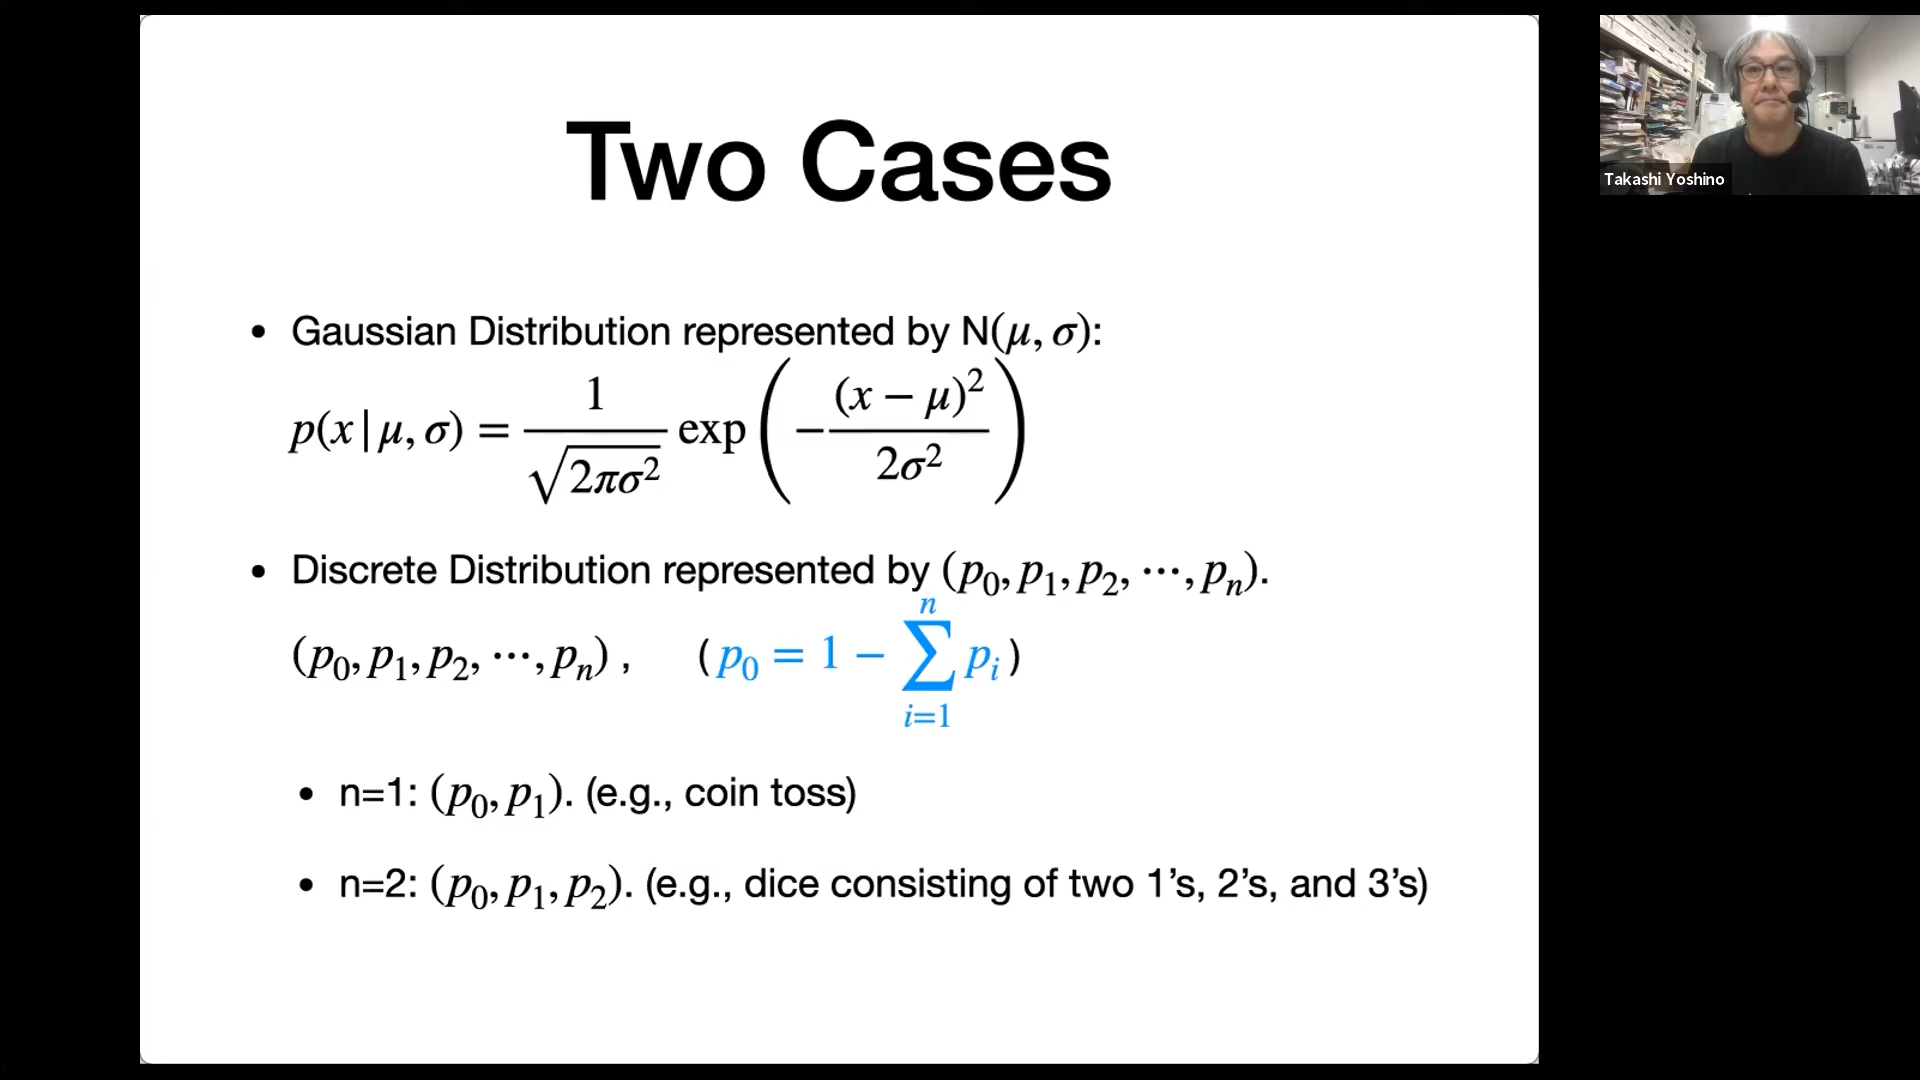 Two Cases
• Gaussian Distribution represented by N(μ, σ):
p(x | μ, σ) = 1/√(2πσ²) exp(−(x − μ)²/(2σ²))
• Discrete Distribution represented by (p₀, p₁, p₂, ⋯, pₙ).
(p₀, p₁, p₂, ⋯, pₙ) , (p₀ = 1 − ∑ᵢ₌₁ⁿ pᵢ)
• n=1: (p₀, p₁). (e.g., coin toss)
• n=2: (p₀, p₁, p₂). (e.g., dice consisting of two 1’s, 2’s, and 3’s)
Takashi Yoshino